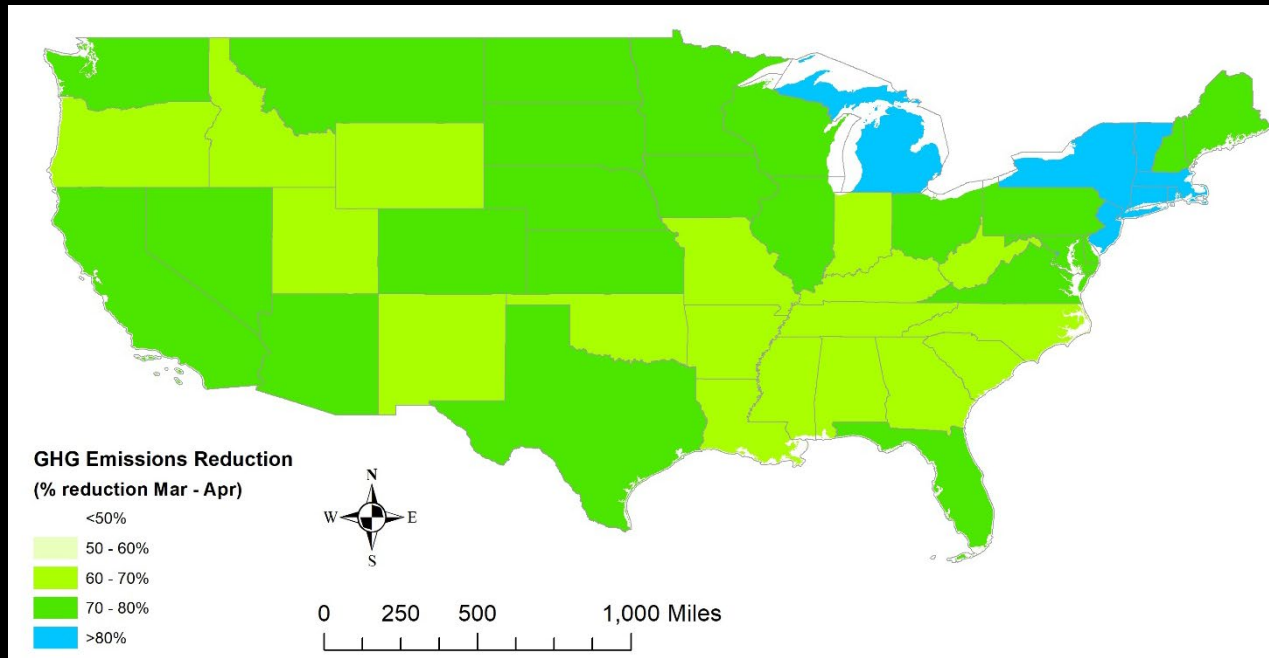 GHG Emissions Reduction
(% reduction Mar - Apr)
<50%
50 - 60%
60 - 70%
70 - 80%
>80%
N
W E
S
0 250 500 1,000 Miles